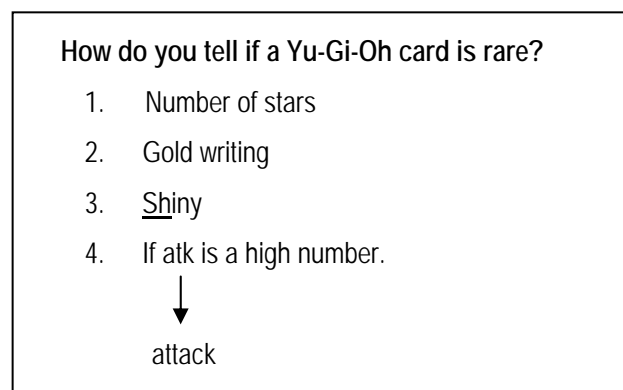 How do you tell if a Yu-Gi-Oh card is rare?
1. Number of stars
2. Gold writing
3. Shiny
4. If atk is a high number.
attack